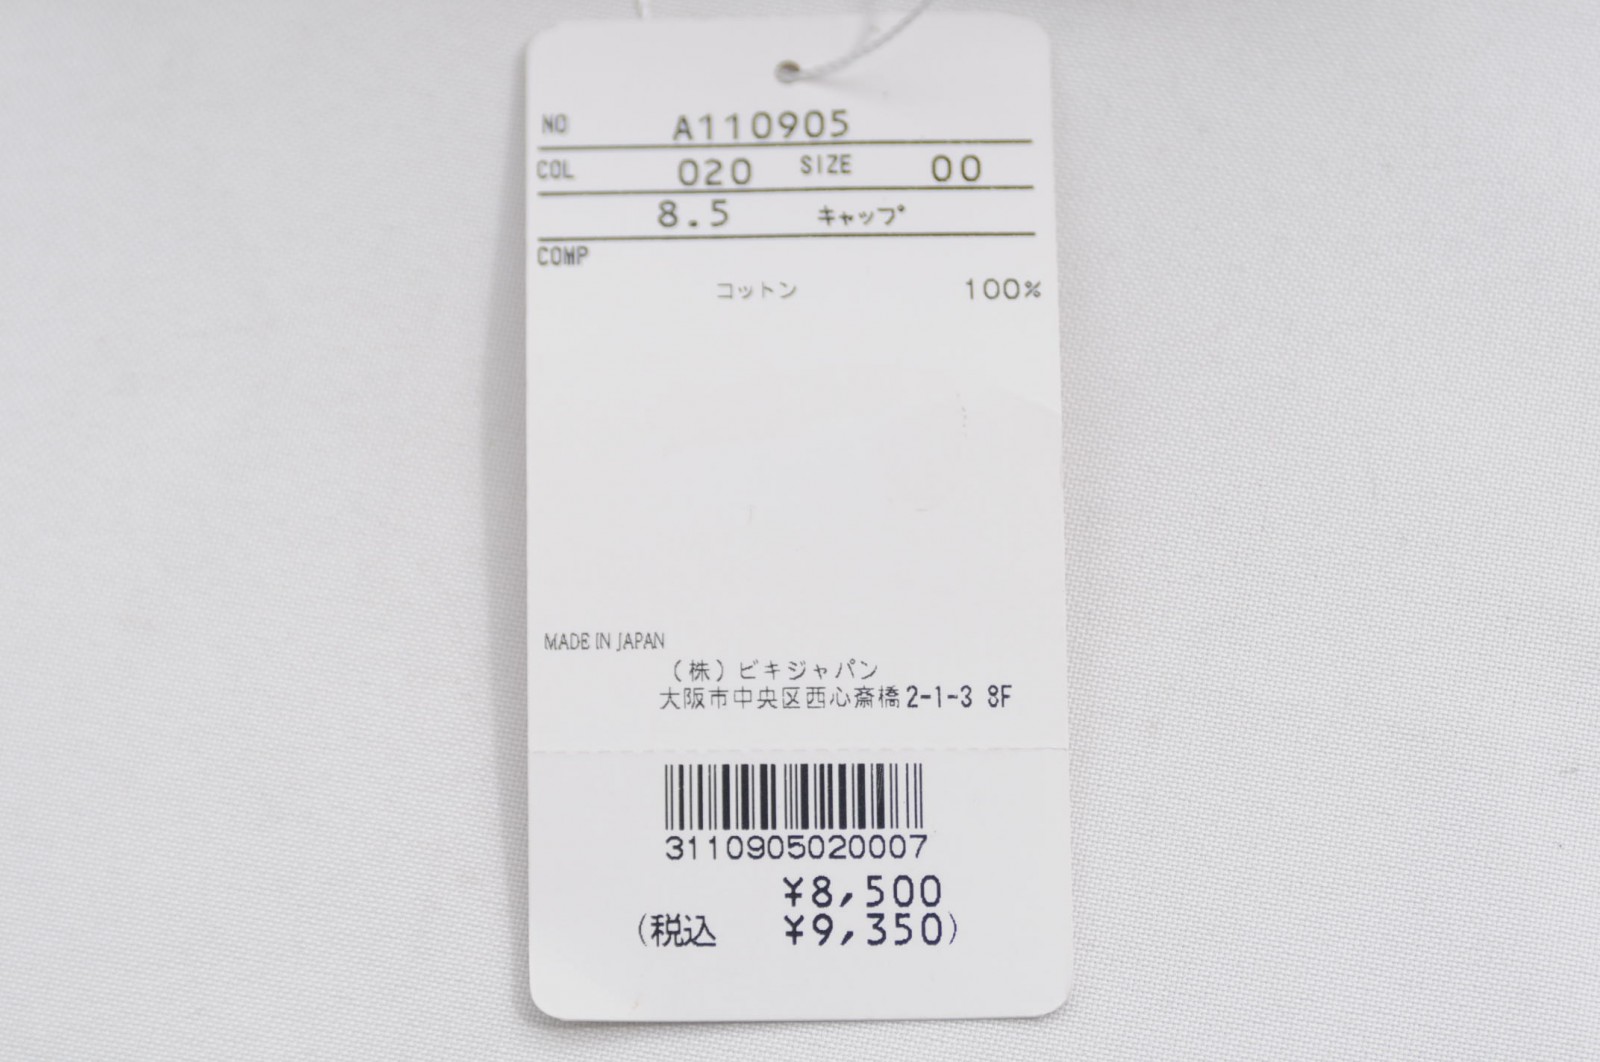 NO A110905
COL 020 SIZE 00
8.5 キャップ
COMP
コットン 100%
MADE IN JAPAN
(株)ビキジャパン
大阪市中央区西心斎橋2-1-3 8F
3110905020007
¥8,500
(税込 ¥9,350)